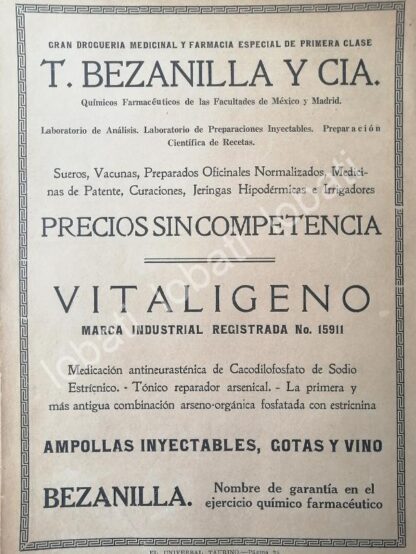 GRAN DROGUERIA MEDICINAL Y FARMACIA ESPECIAL DE PRIMERA CLASE
T. BEZANILLA Y CIA.
Químicos Farmacéuticos de las Facultades de México y Madrid.
Laboratorio de Análisis. Laboratorio de Preparaciones Inyectables. Preparación
Científica de Recetas.
Sueros, Vacunas, Preparados Oficinales Normalizados, Medici-
nas de Patente, Curaciones, Jeringas Hipodérmicas e Irrigadores
PRECIOS SIN COMPETENCIA
VITALIGENO
MARCA INDUSTRIAL REGISTRADA No. 15911
Medicación antineurasténica de Cacodilofosfato de Sodio
Estrícnico. - Tónico reparador arsenical. - La primera y
más antigua combinación arseno-orgánica fosfatada con estricnina
AMPOLLAS INYECTABLES, GOTAS Y VINO
BEZANILLA. Nombre de garantía en el
ejercicio químico farmacéutico
EL UNIVERSAL TAURINO.—Página
lobati lobati lobati